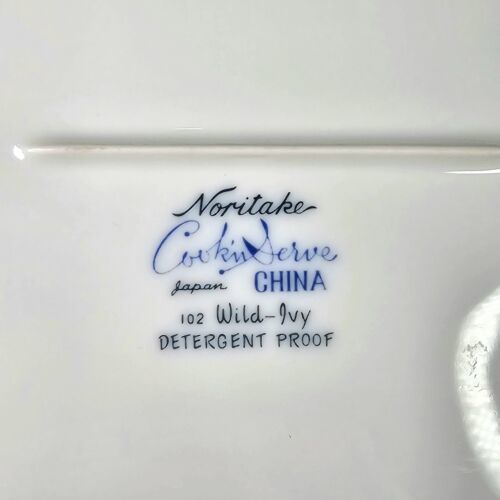 Noritake
Cook'n Serve
Japan CHINA
102 Wild-Ivy
DETERGENT PROOF